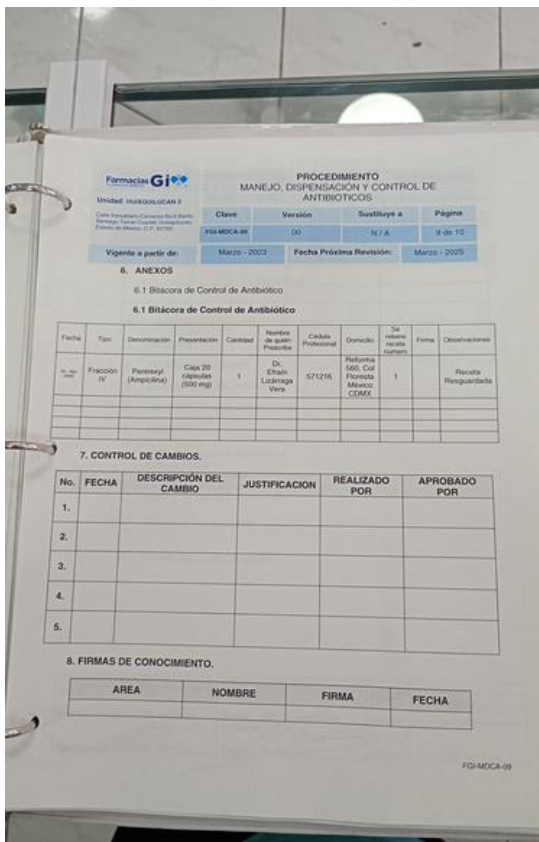 Farmacias Gi
Unidad HUIXQUILUCAN 2
PROCEDIMIENTO
MANEJO, DISPENSACIÓN Y CONTROL DE
ANTIBIOTICOS
Clave Versión Sustituye a Página
FGI-MDCA-09 00 N/A 9 de 10
Vigente a partir de: Marzo - 2023 Fecha Próxima Revisión: Marzo - 2025
6. ANEXOS
6.1 Bitácora de Control de Antibiótico
6.1 Bitácora de Control de Antibiótico
Fecha Tipo Denominación Presentación Cantidad Nombre de quién Prescribe Cédula Profesional Domicilio Se retiene receta número Firma Observaciones
Fracción IV Pentrexyl (Ampicilina) Caja 20 cápsulas (500 mg) 1 Dr. Efraín Lizárraga Vera 571216 Reforma 560, Col Floresta México CDMX 1 Receta Resguardada
7. CONTROL DE CAMBIOS.
No. FECHA DESCRIPCIÓN DEL CAMBIO JUSTIFICACION REALIZADO POR APROBADO POR
1.
2.
3.
4.
5.
8. FIRMAS DE CONOCIMIENTO.
AREA NOMBRE FIRMA FECHA
FGI-MDCA-09